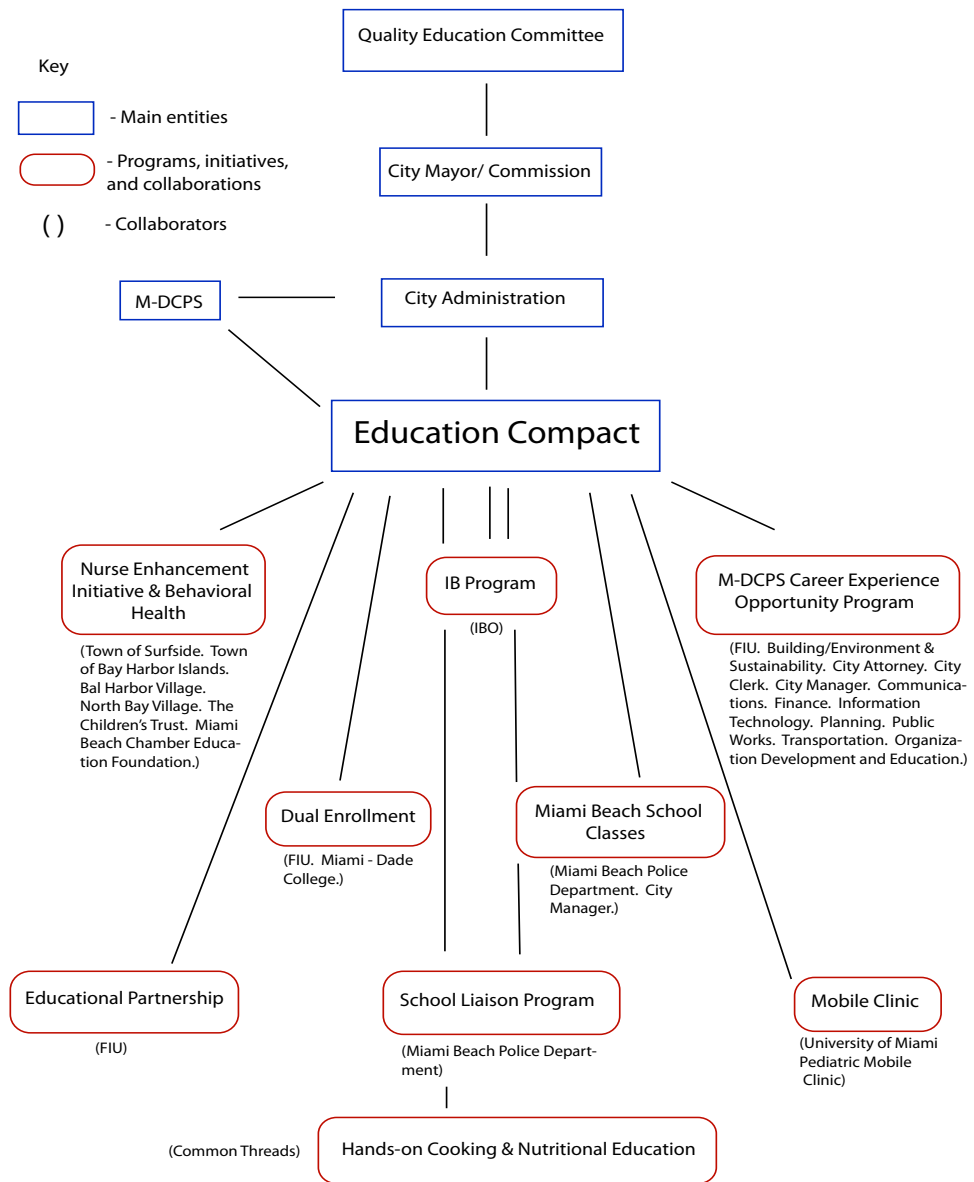 Quality Education Committee
Key
- Main entities
- Programs, initiatives,
and collaborations
( )
- Collaborators
City Mayor/ Commission
M-DCPS
City Administration
Education Compact
Nurse Enhancement
Initiative & Behavioral
Health
(Town of Surfside. Town
of Bay Harbor Islands.
Bal Harbor Village.
North Bay Village. The
Children's Trust. Miami
Beach Chamber Educa-
tion Foundation.)
IB Program
(IBO)
M-DCPS Career Experience
Opportunity Program
(FIU. Building/Environment &
Sustainability. City Attorney. City
Clerk. City Manager. Communica-
tions. Finance. Information
Technology. Planning. Public
Works. Transportation. Organiza-
tion Development and Education.)
Dual Enrollment
(FIU. Miami - Dade
College.)
Miami Beach School
Classes
(Miami Beach Police
Department. City
Manager.)
Educational Partnership
(FIU)
School Liaison Program
(Miami Beach Police Depart-
ment)
Mobile Clinic
(University of Miami
Pediatric Mobile
Clinic)
(Common Threads)
Hands-on Cooking & Nutritional Education